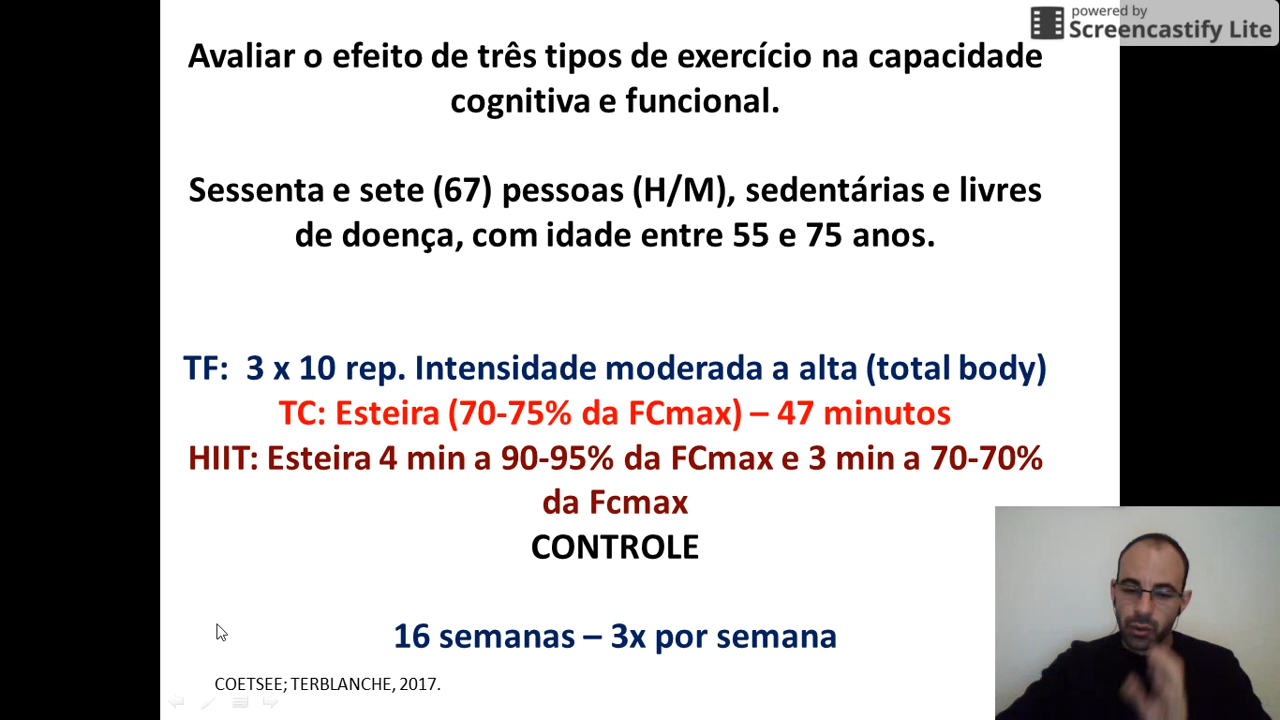 powered by
Screencastify Lite
Avaliar o efeito de três tipos de exercício na capacidade
cognitiva e funcional.
Sessenta e sete (67) pessoas (H/M), sedentárias e livres
de doença, com idade entre 55 e 75 anos.
TF: 3 x 10 rep. Intensidade moderada a alta (total body)
TC: Esteira (70-75% da FCmax) – 47 minutos
HIIT: Esteira 4 min a 90-95% da FCmax e 3 min a 70-70%
da Fcmax
CONTROLE
16 semanas – 3x por semana
COETSEE; TERBLANCHE, 2017.